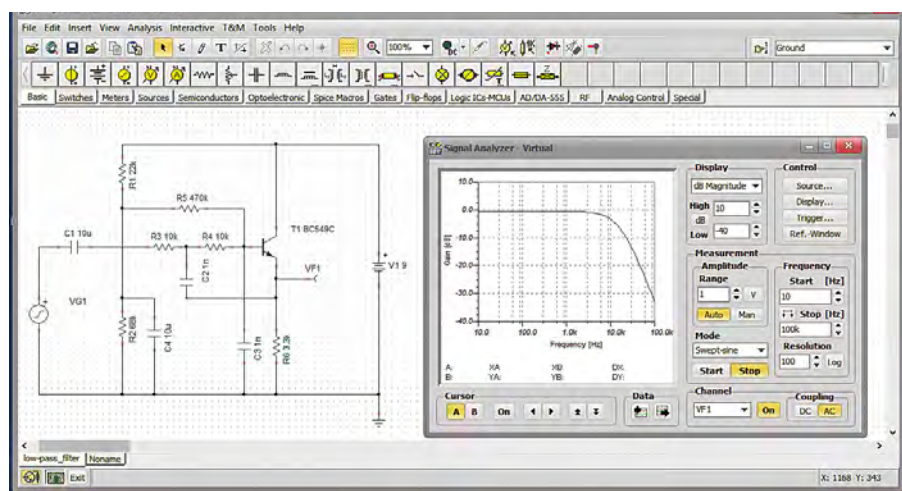 File Edit Insert View Analysis Interactive T&M Tools Help
100%
Ground
Basic Switches Meters Sources Semiconductors Optoelectronic Spice Macros Gates Flip-flops Logic ICs-MCUs AD/DA-555 RF Analog Control Special
R1 22k
R5 470k
C1 10u
R3 10k
R4 10k
T1 BC549C
C2 1n
VF1
V1 9
VG1
R2 68k
C4 10u
C3 1n
R6 3.3k
Signal Analyzer - Virtual
Display
dB Magnitude
High 10
dB
Low -40
Control
Source...
Display...
Trigger...
Ref.-Window
10.0
0.0
-10.0
-20.0
-30.0
-40.0
Gain [dB]
10.0 100.0 1.0k 10.0k 100.0k
Frequency [Hz]
A: XA XB DX:
B: YA: YB: DY:
Measurement
Amplitude
Range
1 V
Auto Man
Mode
Swept-sine
Start Stop
Frequency
Start [Hz]
10
Stop [Hz]
100k
Resolution
100 Log
Cursor
A B On
Data
Channel
VF1 On
Coupling
DC AC
low-pass_filter Noname
Exit
X: 1168 Y: 343